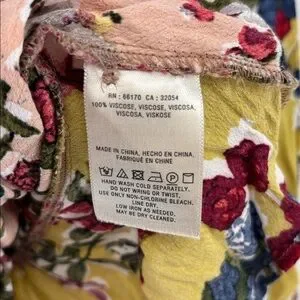 RN : 66170 CA : 32054
100% VISCOSE, VISCOSE, VISCOSA,
VISCOSA, VISKOSE
MADE IN CHINA, HECHO EN CHINA,
FABRIQUÉ EN CHINE
HAND WASH COLD SEPARATELY.
DO NOT WRING OR TWIST.
USE ONLY NON-CHLORINE BLEACH.
LINE DRY.
LOW IRON AS NEEDED.
MAY BE DRY CLEANED.